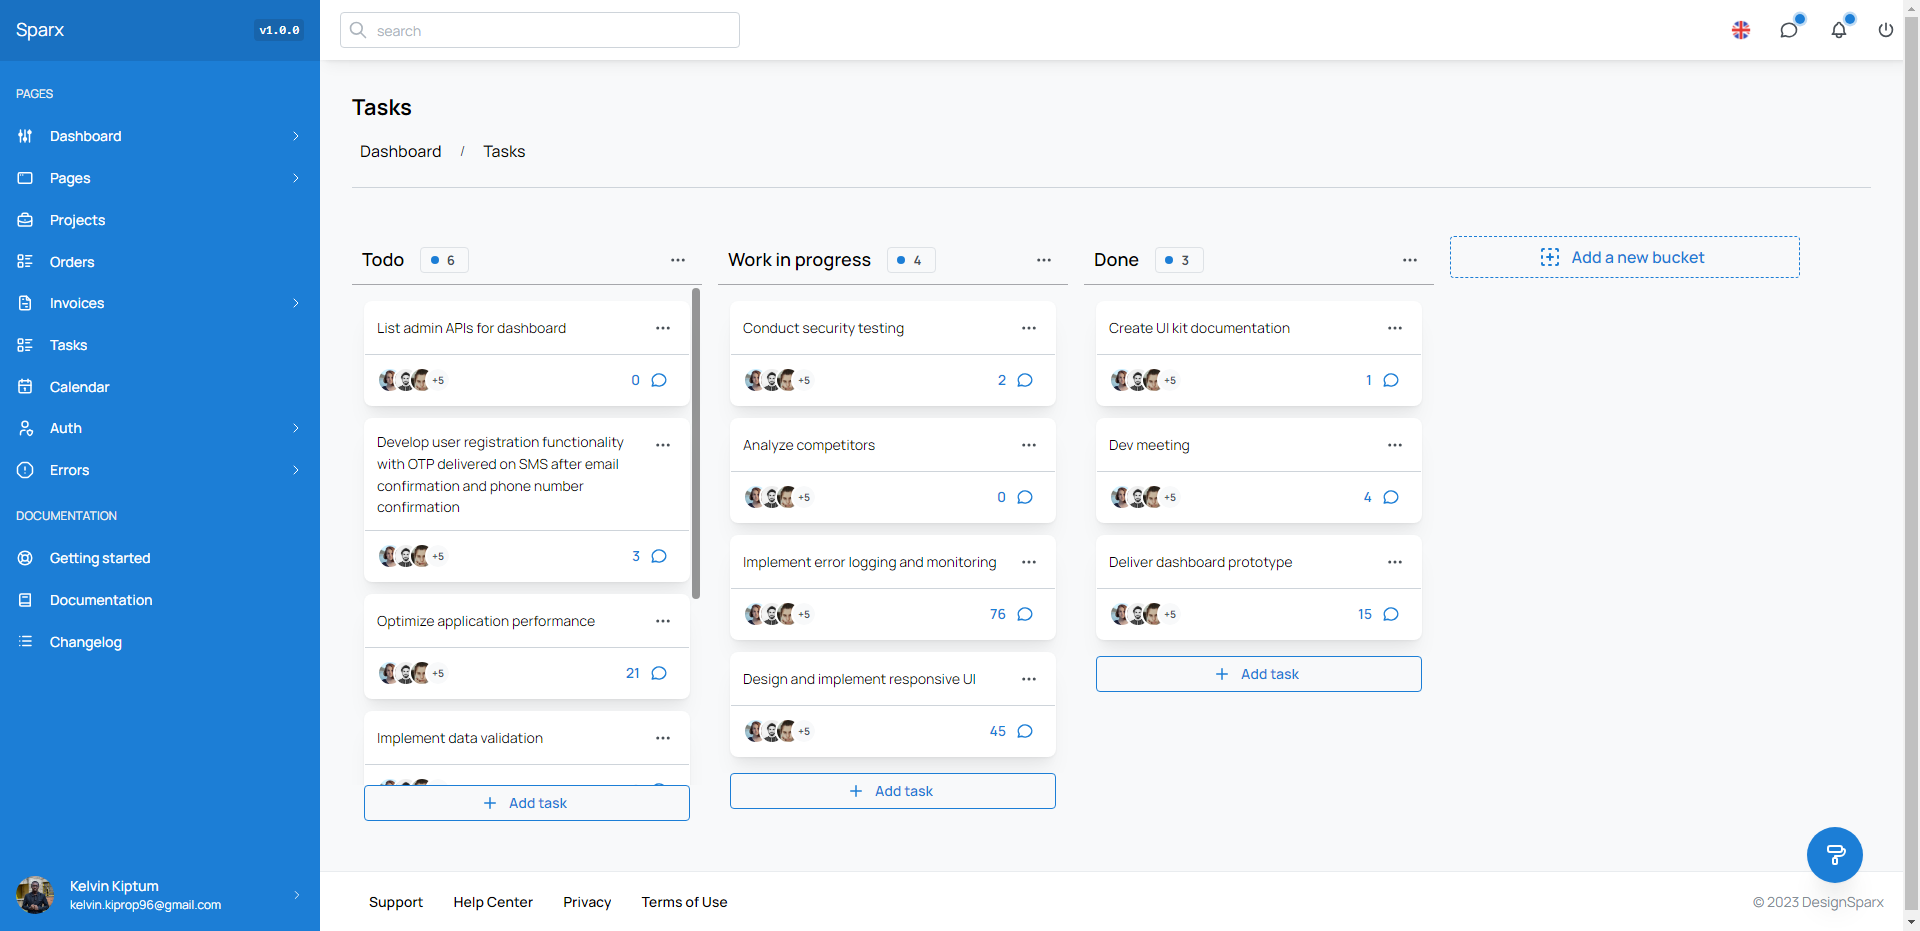 Sparx
v1.0.0
search
PAGES
Dashboard
Pages
Projects
Orders
Invoices
Tasks
Calendar
Auth
Errors
DOCUMENTATION
Getting started
Documentation
Changelog
Kelvin Kiptum
kelvin.kiprop96@gmail.com
Tasks
Dashboard / Tasks
Todo 6
List admin APIs for dashboard
+5 0
Develop user registration functionality
with OTP delivered on SMS after email
confirmation and phone number
confirmation
+5 3
Optimize application performance
+5 21
Implement data validation
+ Add task
Work in progress 4
Conduct security testing
+5 2
Analyze competitors
+5 0
Implement error logging and monitoring
+5 76
Design and implement responsive UI
+5 45
+ Add task
Done 3
Create UI kit documentation
+5 1
Dev meeting
+5 4
Deliver dashboard prototype
+5 15
+ Add task
Add a new bucket
Support Help Center Privacy Terms of Use
© 2023 DesignSparx